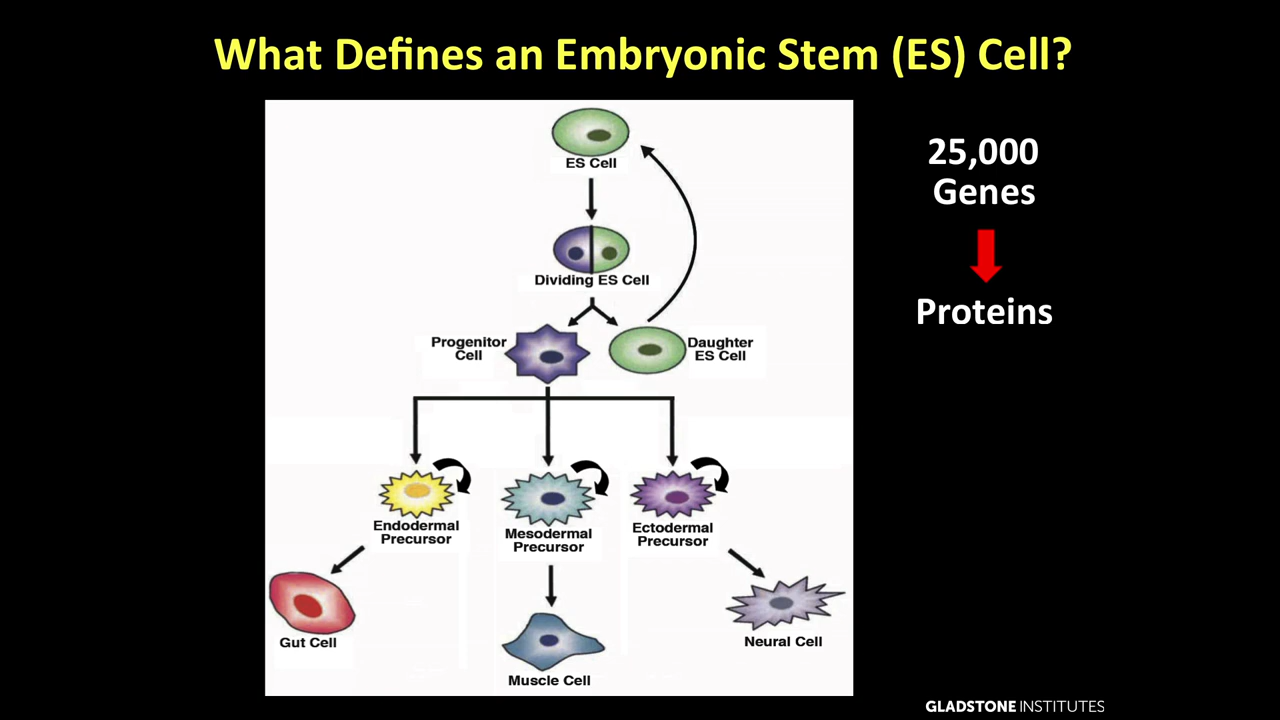 What Defines an Embryonic Stem (ES) Cell?
ES Cell
Dividing ES Cell
Progenitor
Cell
Daughter
ES Cell
Endodermal
Precursor
Mesodermal
Precursor
Ectodermal
Precursor
Gut Cell
Muscle Cell
Neural Cell
25,000
Genes
Proteins
GLADSTONE INSTITUTES